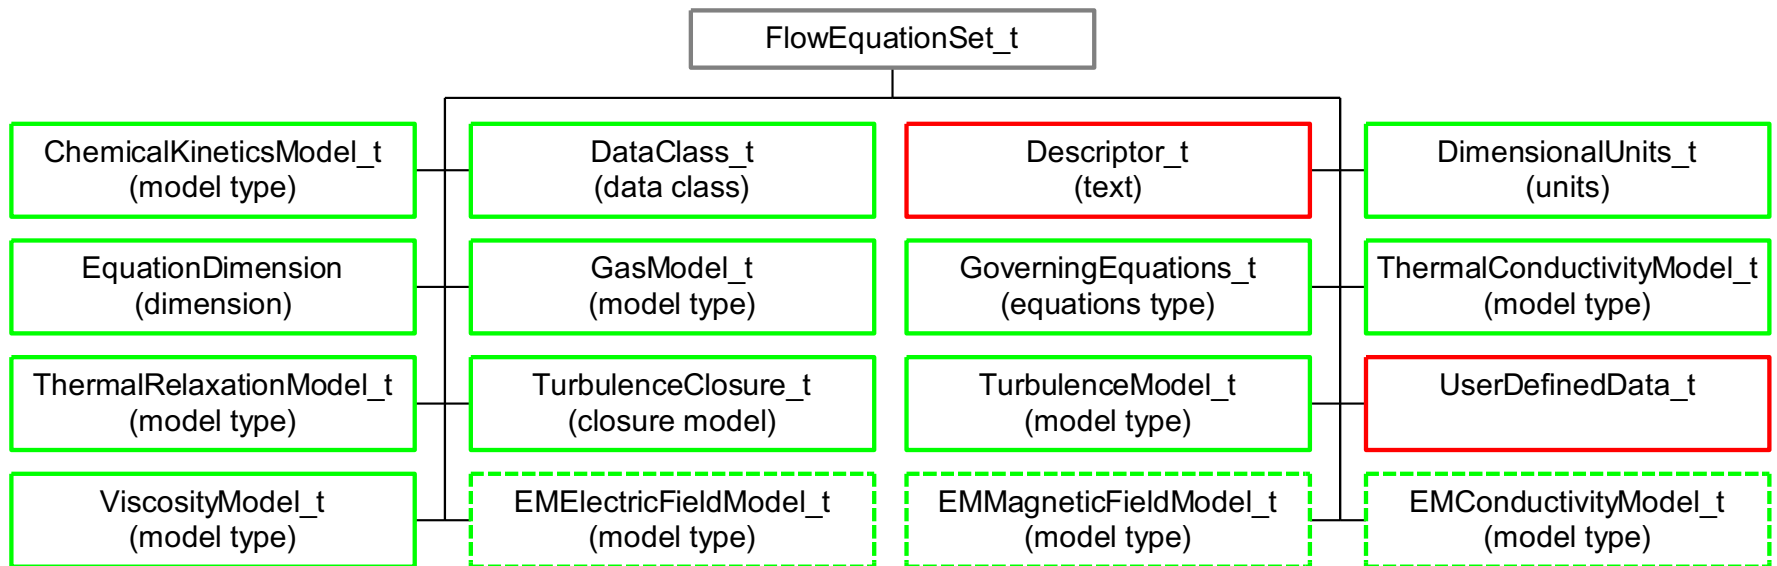 FlowEquationSet_t
ChemicalKineticsModel_t
(model type)
DataClass_t
(data class)
Descriptor_t
(text)
DimensionalUnits_t
(units)
EquationDimension
(dimension)
GasModel_t
(model type)
GoverningEquations_t
(equations type)
ThermalConductivityModel_t
(model type)
ThermalRelaxationModel_t
(model type)
TurbulenceClosure_t
(closure model)
TurbulenceModel_t
(model type)
UserDefinedData_t
ViscosityModel_t
(model type)
EMElectricFieldModel_t
(model type)
EMMagneticFieldModel_t
(model type)
EMConductivityModel_t
(model type)